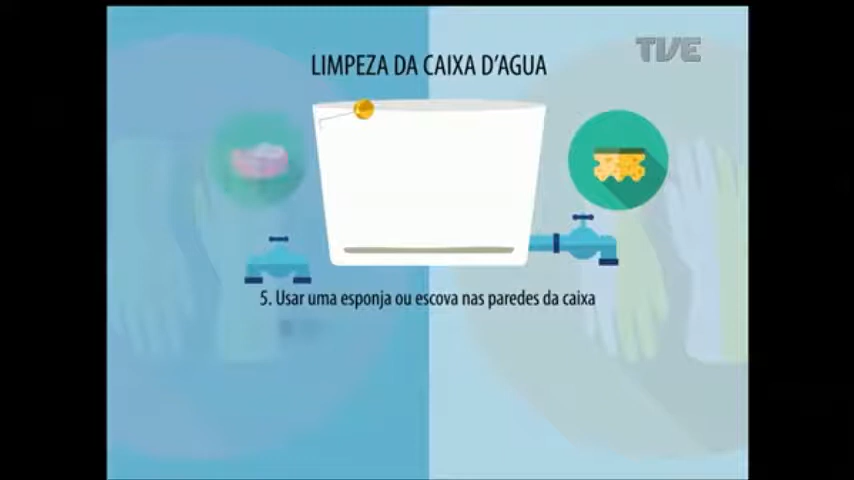 LIMPEZA DA CAIXA D'AGUA
TVE
5. Usar uma esponja ou escova nas paredes da caixa